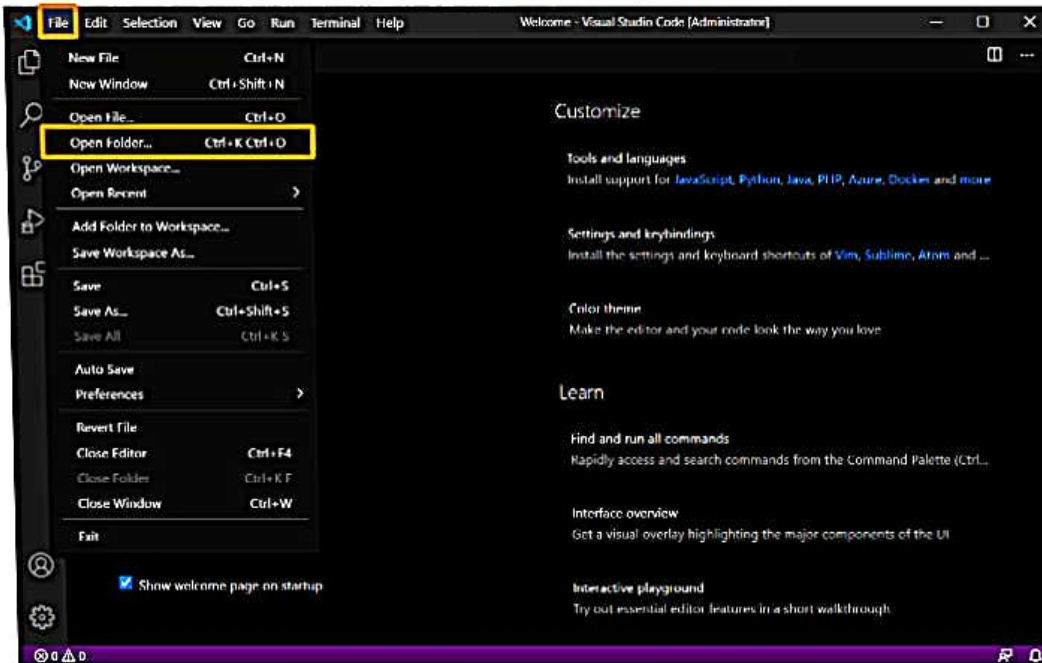 File Edit Selection View Go Run Terminal Help Welcome - Visual Studio Code [Administrator]
New File Ctrl+N
New Window Ctrl+Shift+N
Open File... Ctrl+O
Open Folder... Ctrl+K Ctrl+O
Open Workspace...
Open Recent
Add Folder to Workspace...
Save Workspace As...
Save Ctrl+S
Save As... Ctrl+Shift+S
Save All Ctrl+K S
Auto Save
Preferences
Revert File
Close Editor Ctrl+F4
Close Folder Ctrl+K F
Close Window Ctrl+W
Exit
Show welcome page on startup
Customize
Tools and languages
Install support for JavaScript, Python, Java, PHP, Azure, Docker and more
Settings and keybindings
Install the settings and keyboard shortcuts of Vim, Sublime, Atom and ...
Color theme
Make the editor and your code look the way you love
Learn
Find and run all commands
Rapidly access and search commands from the Command Palette (Ctrl...
Interface overview
Get a visual overlay highlighting the major components of the UI
Interactive playground
Try out essential editor features in a short walkthrough
0 0